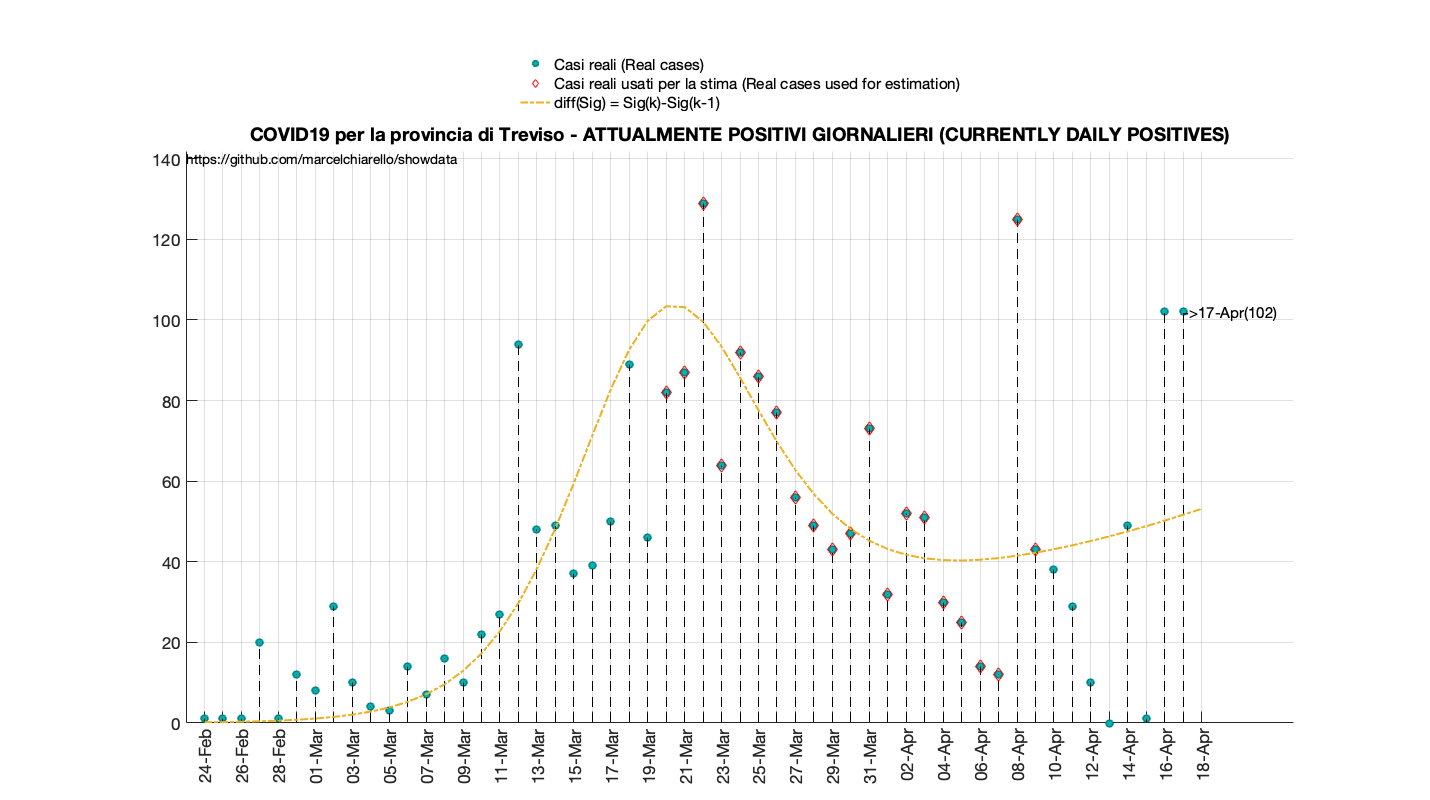 Casi reali (Real cases)
Casi reali usati per la stima (Real cases used for estimation)
diff(Sig) = Sig(k)-Sig(k-1)
COVID19 per la provincia di Treviso - ATTUALMENTE POSITIVI GIORNALIERI (CURRENTLY DAILY POSITIVES)
https://github.com/marcelchiarello/showdata
140
120
100
80
60
40
20
0
->17-Apr(102)
24-Feb
26-Feb
28-Feb
01-Mar
03-Mar
05-Mar
07-Mar
09-Mar
11-Mar
13-Mar
15-Mar
17-Mar
19-Mar
21-Mar
23-Mar
25-Mar
27-Mar
29-Mar
31-Mar
02-Apr
04-Apr
06-Apr
08-Apr
10-Apr
12-Apr
14-Apr
16-Apr
18-Apr